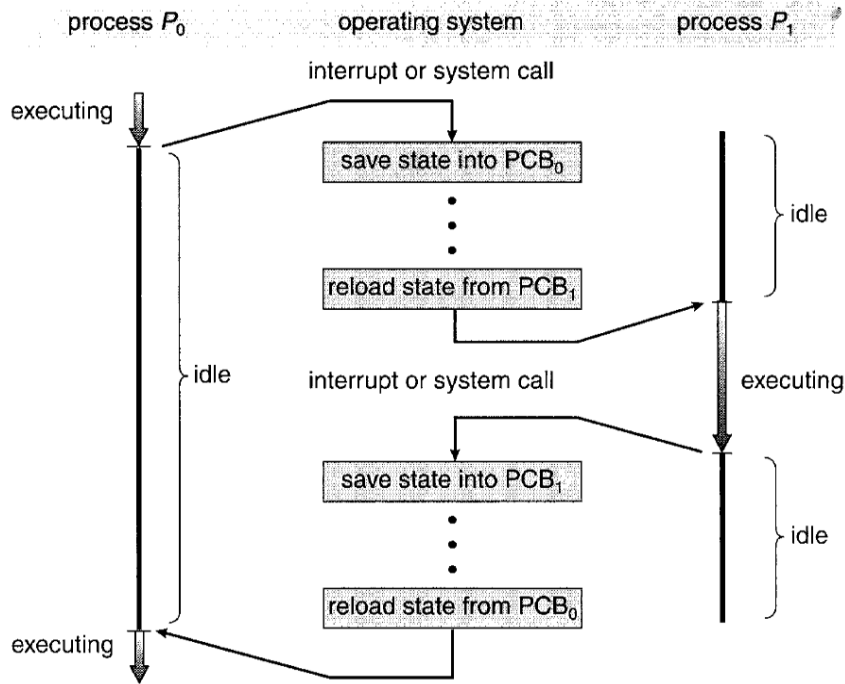 process P₀ operating system process P₁
interrupt or system call
executing
save state into PCB₀
idle
reload state from PCB₁
idle
interrupt or system call
executing
save state into PCB₁
idle
reload state from PCB₀
executing